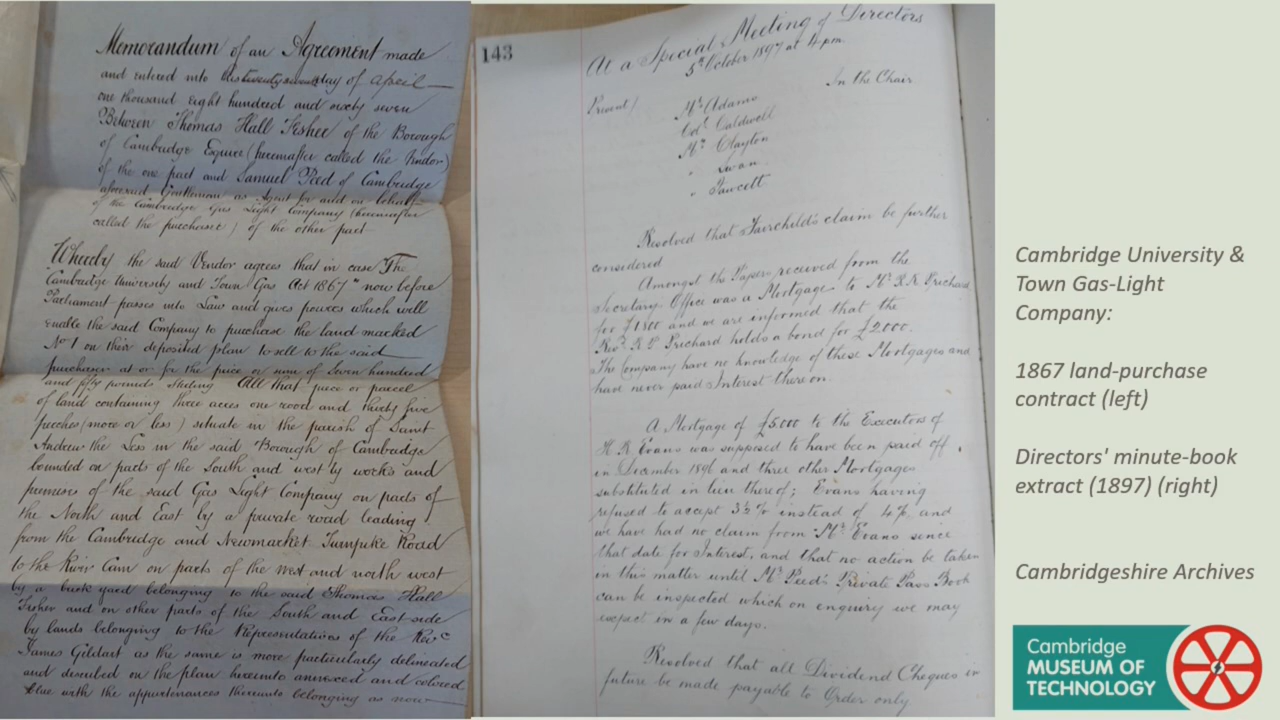 Memorandum of an Agreement made
and entered into this twenty seventh day of April
one thousand eight hundred and sixty seven
Between Thomas Hall Fisher of the Borough
of Cambridge Esquire (hereinafter called the Vendor)
of the one part and Samuel Peed of Cambridge
aforesaid Gentleman as Agent for and on behalf
of the Cambridge Gas Light Company (hereinafter
called the purchaser) of the other part
Whereby the said Vendor agrees that in case "The
Cambridge University and Town Gas Act 1867" now before
Parliament passes into Law and gives powers which will
enable the said Company to purchase the land marked
No 1 on their deposited plan to sell to the said
purchaser at or for the price or sum of Seven hundred
and fifty pounds Sterling All that piece or parcel
of land containing three acres one rood and thirty five
perches (more or less) situate in the parish of Saint
Andrew the Less in the said Borough of Cambridge
bounded on parts of the South and west by works and
premises of the said Gas Light Company on parts of
the North and East by a private road leading
from the Cambridge and Newmarket Turnpike Road
to the River Cam on parts of the west and north west
by a brick yard belonging to the said Thomas Hall
Fisher and on other parts of the South and East side
by lands belonging to the Representatives of the Revd
James Gildart as the same is more particularly delineated
and described on the plan hereunto annexed and colored
blue with the appurtenances thereunto belonging as now
143
At a Special Meeting of Directors
5th October 1897 at 4 pm
In the Chair
Present/ Mr Adams
Col. Caldwell
Mr Clayton
" Swan
" Fawcett
Resolved that Fairchild's claim be further
considered
Amongst the Papers received from the
Secretary's Office was a Mortgage to Mr R.K. Prichard
for £1800 and we are informed that the
Revd R.P. Prichard holds a bond for £2000.
The Company have no knowledge of these Mortgages and
have never paid Interest thereon.
A Mortgage of £5000 to the Executors of
H.R. Evans was supposed to have been paid off
in December 1896 and three other Mortgages
substituted in lieu thereof; Evans having
refused to accept 3½% instead of 4% and
we have had no claim from Mr Evans since
that date for Interest, and that no action be taken
in this matter until Mr Peed's Private Pass Book
can be inspected which on enquiry we may
expect in a few days.
Resolved that all Dividend Cheques in
future be made payable to Order only
Cambridge University &
Town Gas-Light
Company:
1867 land-purchase
contract (left)
Directors' minute-book
extract (1897) (right)
Cambridgeshire Archives
Cambridge
MUSEUM OF
TECHNOLOGY